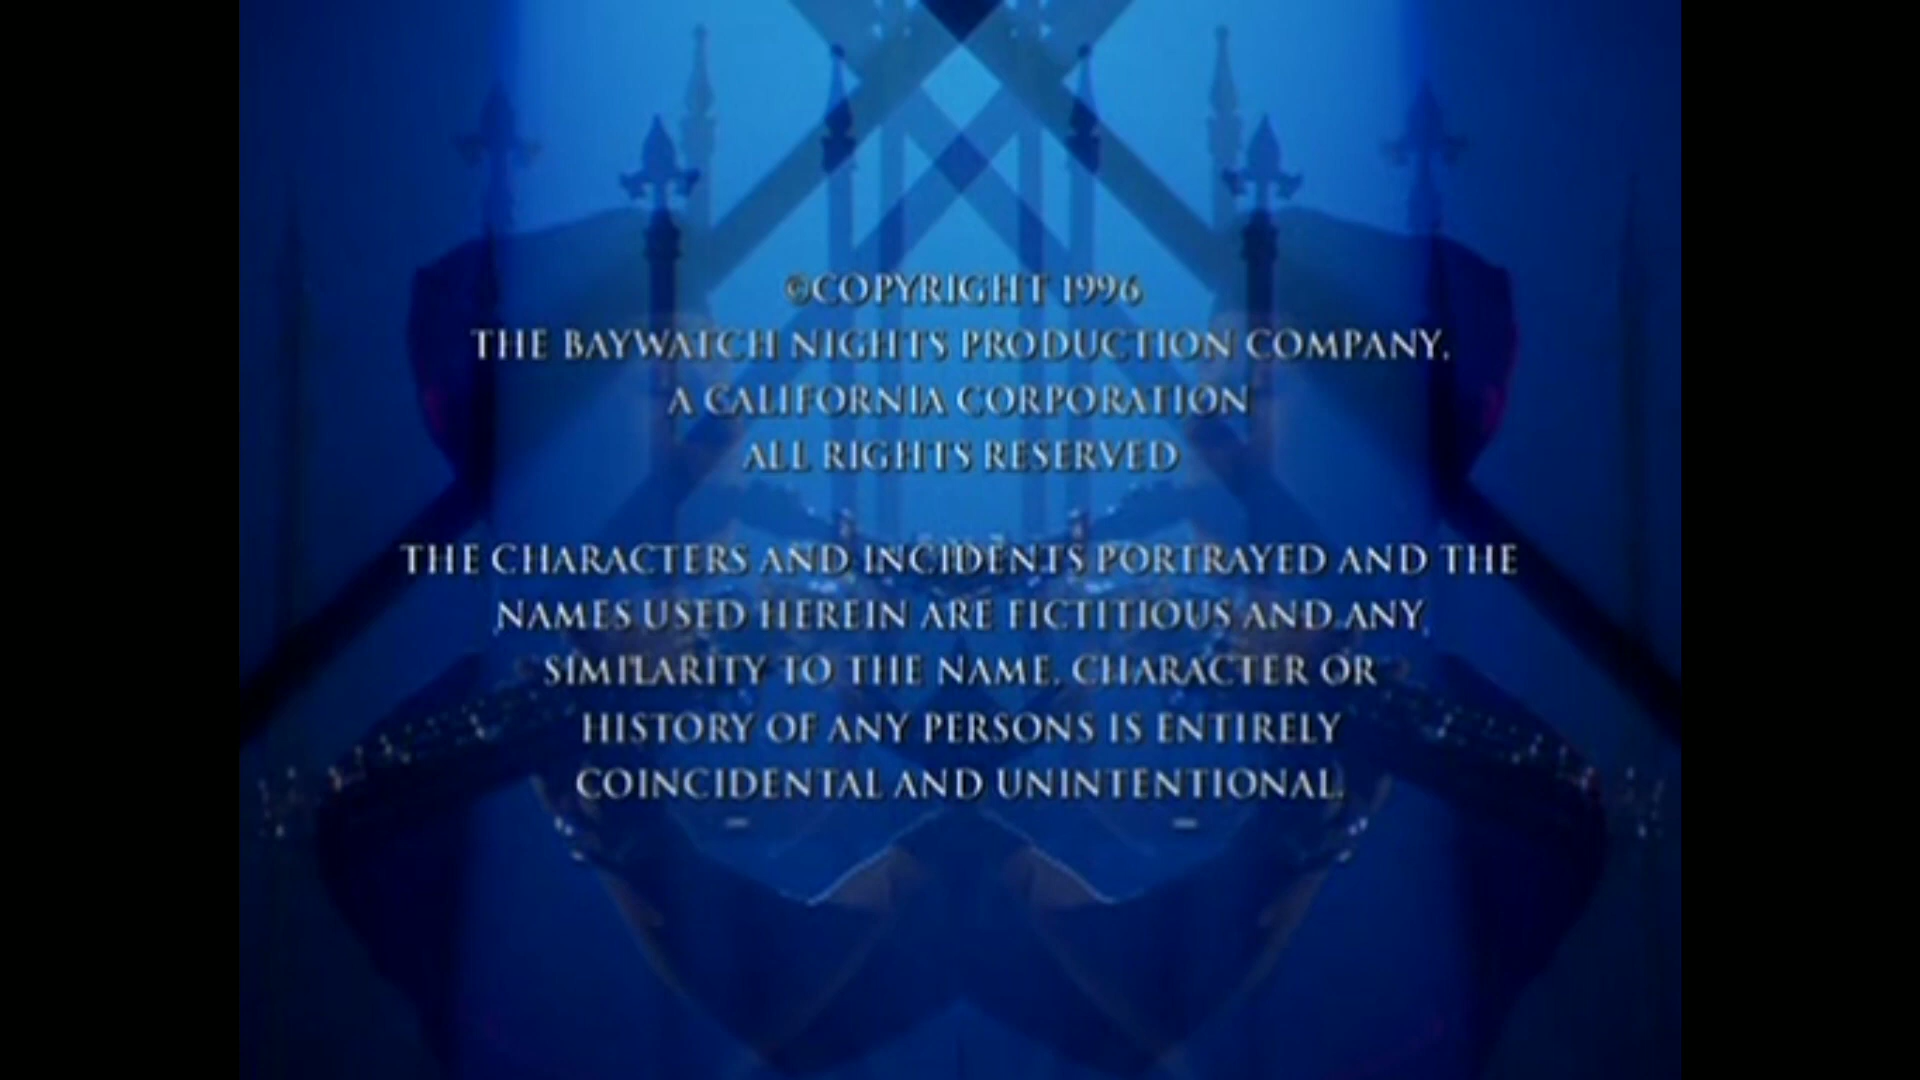 ©COPYRIGHT 1996
THE BAYWATCH NIGHTS PRODUCTION COMPANY,
A CALIFORNIA CORPORATION
ALL RIGHTS RESERVED
THE CHARACTERS AND INCIDENTS PORTRAYED AND THE
NAMES USED HEREIN ARE FICTITIOUS AND ANY
SIMILARITY TO THE NAME, CHARACTER OR
HISTORY OF ANY PERSONS IS ENTIRELY
COINCIDENTAL AND UNINTENTIONAL.